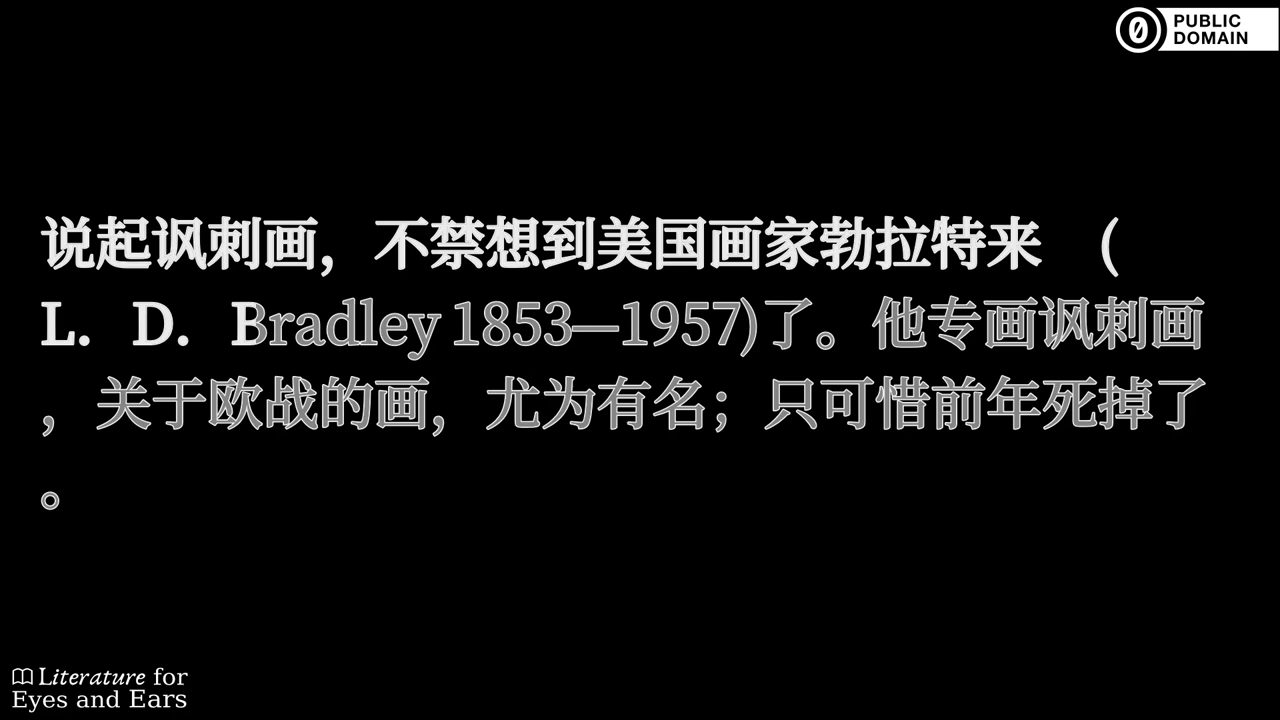 PUBLIC
DOMAIN
说起讽刺画，不禁想到美国画家勃拉特来 (
L. D. Bradley 1853—1957)了。他专画讽刺画
，关于欧战的画，尤为有名；只可惜前年死掉了
。
Literature for
Eyes and Ears